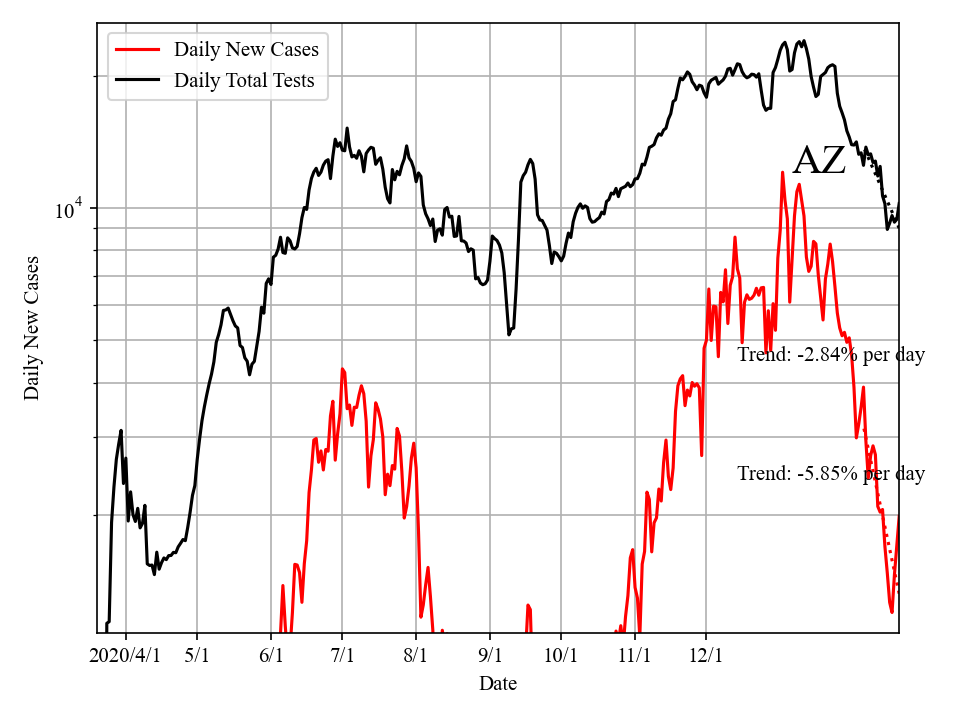 Daily New Cases
Daily Total Tests
AZ
10^4
Daily New Cases
Trend: -2.84% per day
Trend: -5.85% per day
2020/4/1 5/1 6/1 7/1 8/1 9/1 10/1 11/1 12/1
Date